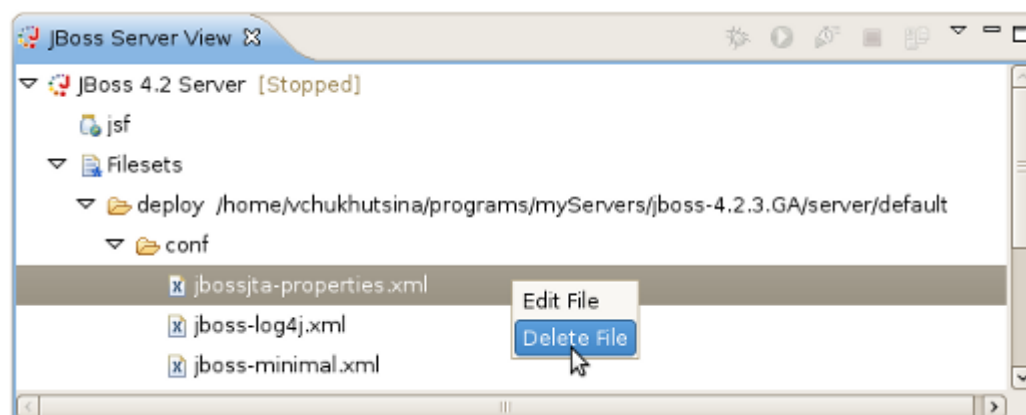 JBoss Server View
JBoss 4.2 Server [Stopped]
jsf
Filesets
deploy /home/vchukhutsina/programs/myServers/jboss-4.2.3.GA/server/default
conf
jbossjta-properties.xml
Edit File
jboss-log4j.xml
Delete File
jboss-minimal.xml